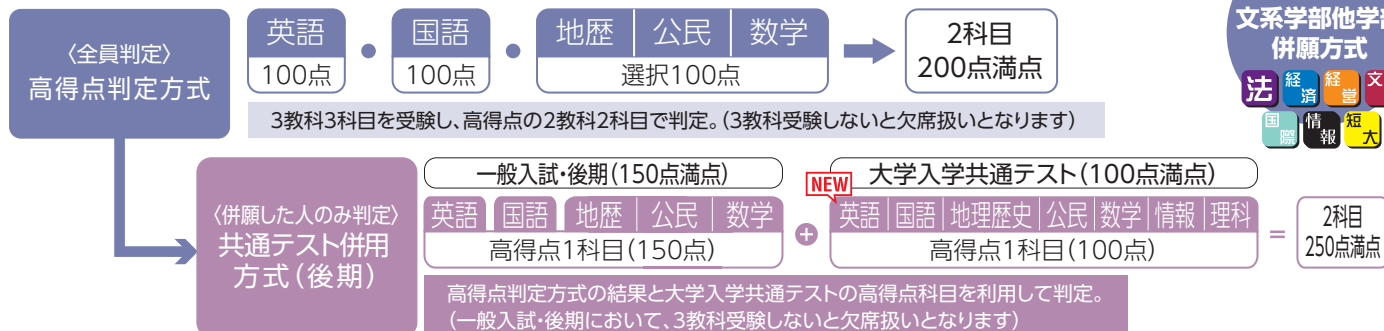 〈全員判定〉
高得点判定方式
英語
100点
●
国語
100点
●
地歴 公民 数学
選択100点
2科目
200点満点
3教科3科目を受験し、高得点の2教科2科目で判定。(3教科受験しないと欠席扱いとなります)
文系学部他学
併願方式
法 経済 経営 文
国際 情報 短大
〈併願した人のみ判定〉
共通テスト併用
方式(後期)
一般入試・後期(150点満点)
英語 国語 地歴 公民 数学
高得点1科目(150点)
+
NEW
大学入学共通テスト(100点満点)
英語 国語 地理歴史 公民 数学 情報 理科
高得点1科目(100点)
=
2科目
250点満点
高得点判定方式の結果と大学入学共通テストの高得点科目を利用して判定。
(一般入試・後期において、3教科受験しないと欠席扱いとなります)